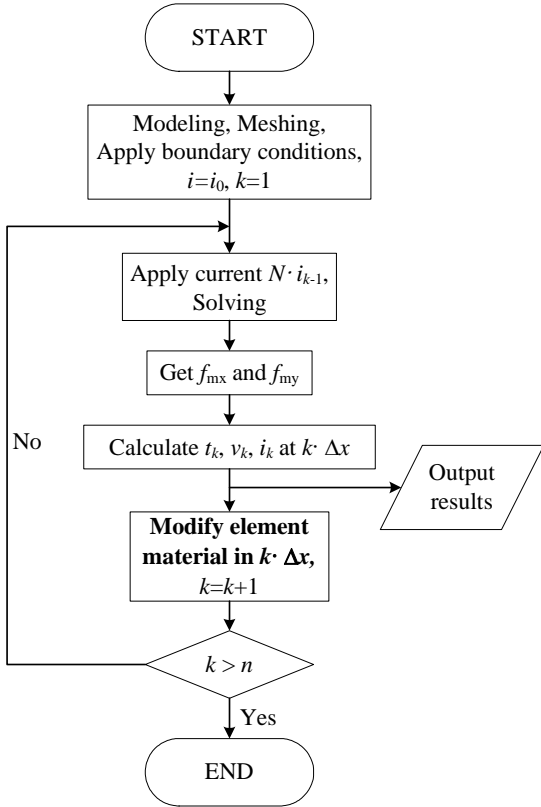 START
Modeling, Meshing,
Apply boundary conditions,
i=i₀, k=1
Apply current N· iₖ₋₁,
Solving
Get fₘₓ and fₘᵧ
No
Calculate tₖ, vₖ, iₖ at k· Δx
Output
results
Modify element
material in k· Δx,
k=k+1
k > n
Yes
END